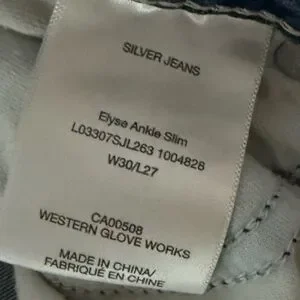 SILVER JEANS
Elyse Ankle Slim
L03307SJL263 1004828
W30/L27
CA00508
WESTERN GLOVE WORKS
MADE IN CHINA/
FABRIQUÉ EN CHINE